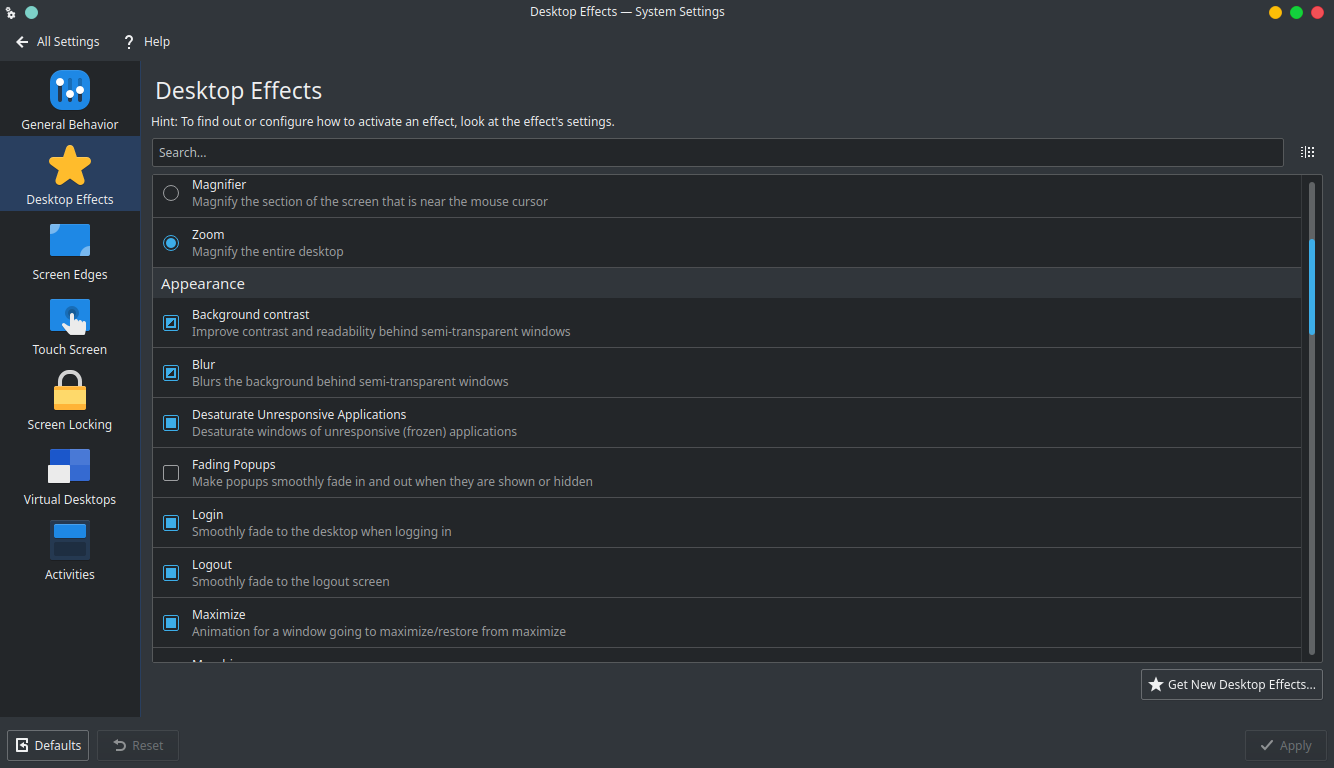 Desktop Effects — System Settings
All Settings
Help
General Behavior
Desktop Effects
Screen Edges
Touch Screen
Screen Locking
Virtual Desktops
Activities
Desktop Effects
Hint: To find out or configure how to activate an effect, look at the effect's settings.
Search...
Magnifier
Magnify the section of the screen that is near the mouse cursor
Zoom
Magnify the entire desktop
Appearance
Background contrast
Improve contrast and readability behind semi-transparent windows
Blur
Blurs the background behind semi-transparent windows
Desaturate Unresponsive Applications
Desaturate windows of unresponsive (frozen) applications
Fading Popups
Make popups smoothly fade in and out when they are shown or hidden
Login
Smoothly fade to the desktop when logging in
Logout
Smoothly fade to the logout screen
Maximize
Animation for a window going to maximize/restore from maximize
Get New Desktop Effects...
Defaults
Reset
Apply